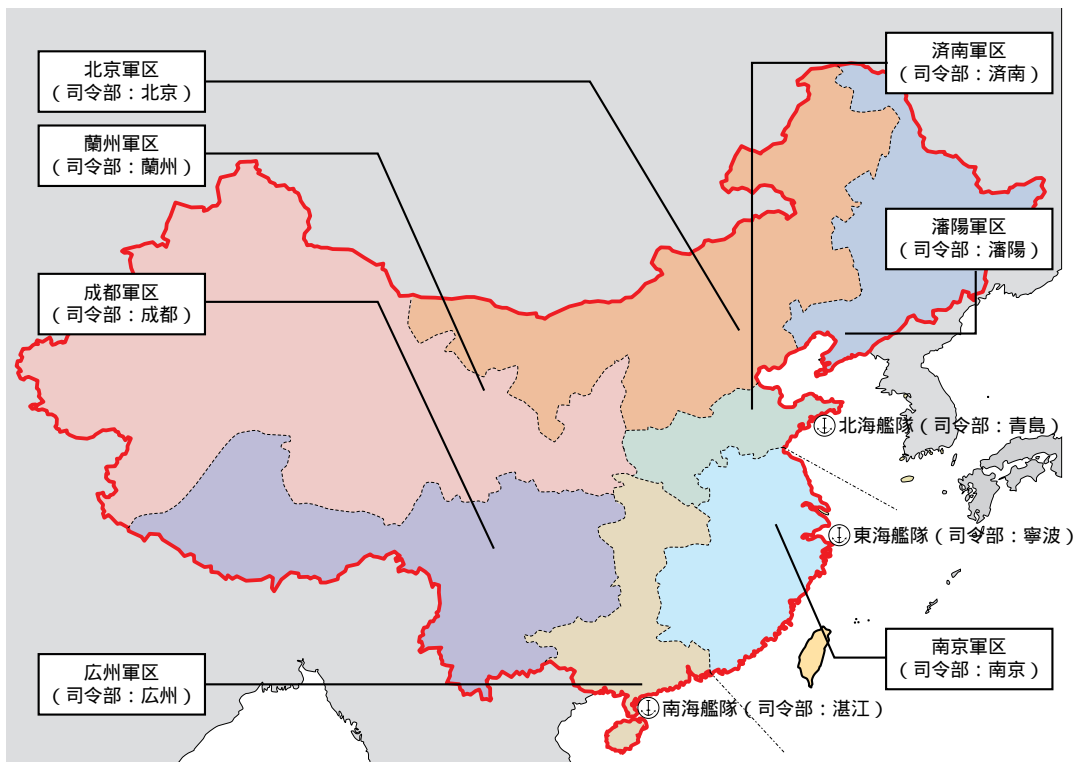 北京軍区
（司令部：北京）
蘭州軍区
（司令部：蘭州）
成都軍区
（司令部：成都）
広州軍区
（司令部：広州）
済南軍区
（司令部：済南）
瀋陽軍区
（司令部：瀋陽）
北海艦隊（司令部：青島）
東海艦隊（司令部：寧波）
南京軍区
（司令部：南京）
南海艦隊（司令部：湛江）